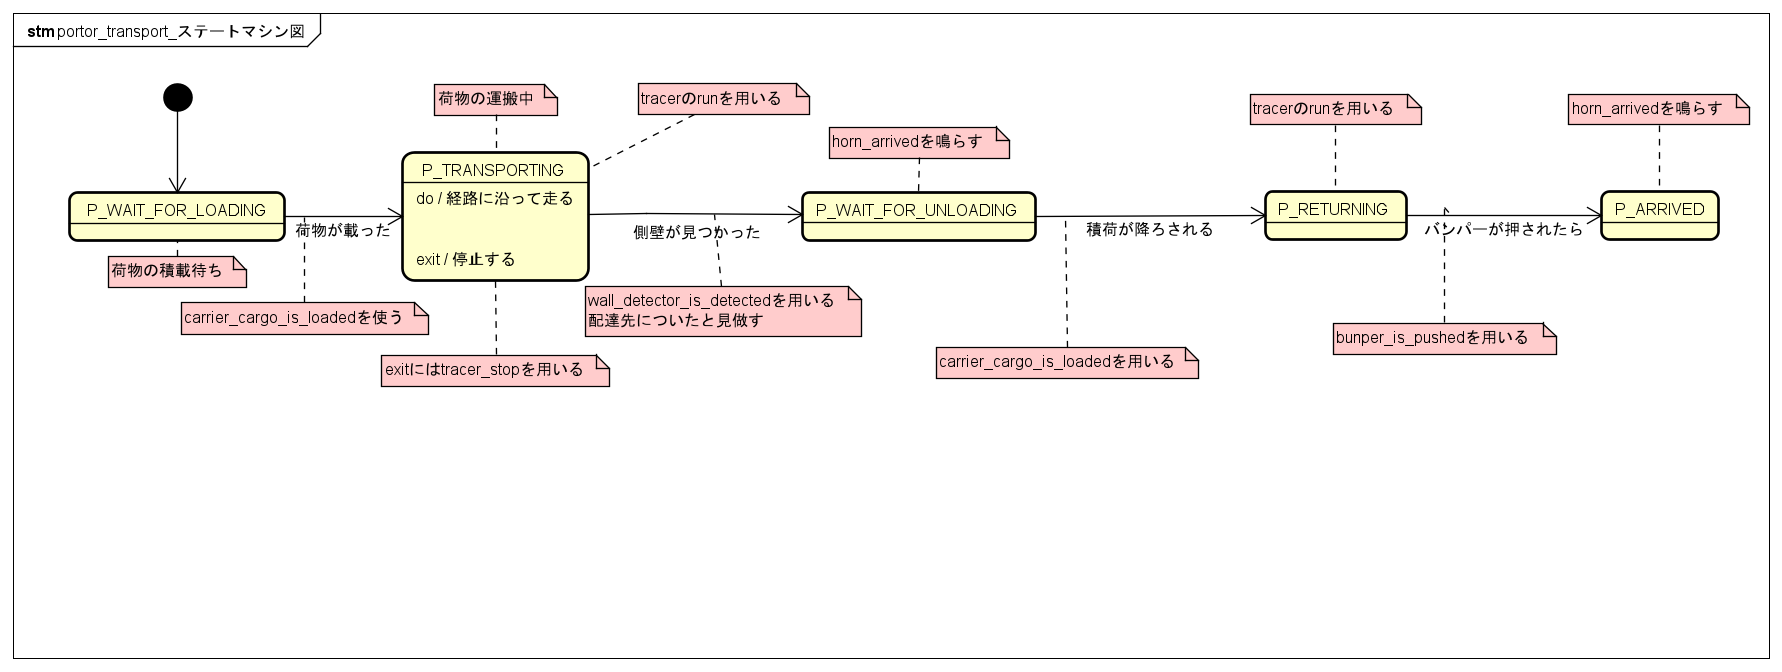 stm portor_transport_ステートマシン図
荷物の運搬中
tracerのrunを用いる
horn_arrivedを鳴らす
tracerのrunを用いる
horn_arrivedを鳴らす
P_WAIT_FOR_LOADING
荷物が載った
P_TRANSPORTING
do / 経路に沿って走る
exit / 停止する
側壁が見つかった
P_WAIT_FOR_UNLOADING
積荷が降ろされる
P_RETURNING
バンパーが押されたら
P_ARRIVED
荷物の積載待ち
carrier_cargo_is_loadedを使う
exitにはtracer_stopを用いる
wall_detector_is_detectedを用いる
配達先についたと見做す
carrier_cargo_is_loadedを用いる
bunper_is_pushedを用いる